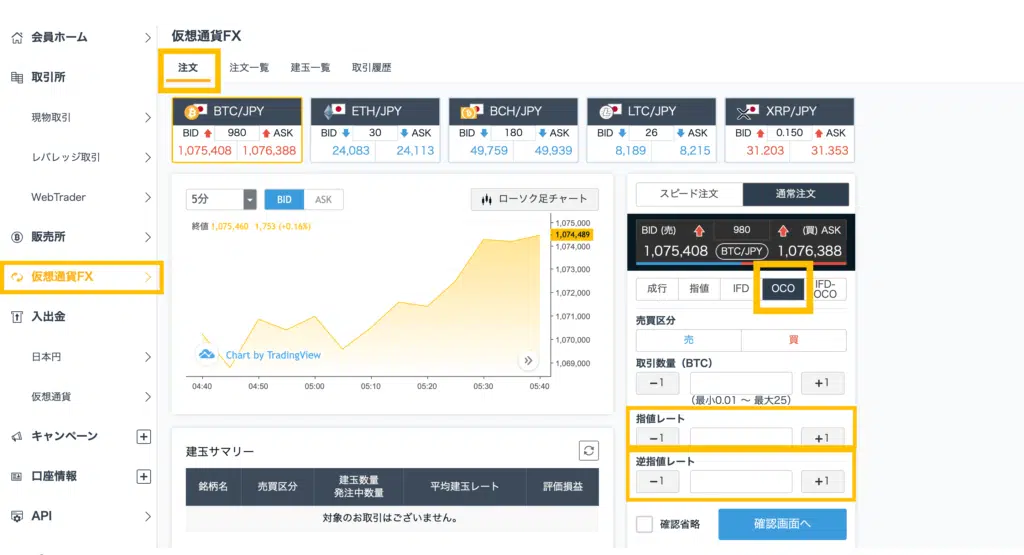 会員ホーム
取引所
現物取引
レバレッジ取引
WebTrader
販売所
仮想通貨FX
入出金
日本円
仮想通貨
キャンペーン
口座情報
API
仮想通貨FX
注文 注文一覧 建玉一覧 取引履歴
BTC/JPY
BID 980 ASK
1,075,408 1,076,388
ETH/JPY
BID 30 ASK
24,083 24,113
BCH/JPY
BID 180 ASK
49,759 49,939
LTC/JPY
BID 26 ASK
8,189 8,215
XRP/JPY
BID 0.150 ASK
31.203 31.353
5分 BID ASK ローソク足チャート
終値 1,075,460 1,753 (+0.16%)
1,075,000
1,074,489
1,074,000
1,073,000
1,072,000
1,071,000
1,070,000
1,069,000
Chart by TradingView
04:40 04:50 05:00 05:10 05:20 05:30 05:40
建玉サマリー
銘柄名 売買区分 建玉数量 平均建玉レート 評価損益
発注中数量
対象のお取引はございません。
スピード注文 通常注文
BID (売) 980 (買) ASK
1,075,408 BTC/JPY 1,076,388
成行 指値 IFD OCO IFD-
OCO
売買区分
売 買
取引数量（BTC）
−1 +1
（最小0.01 〜 最大25）
指値レート
−1 +1
逆指値レート
−1 +1
確認省略 確認画面へ